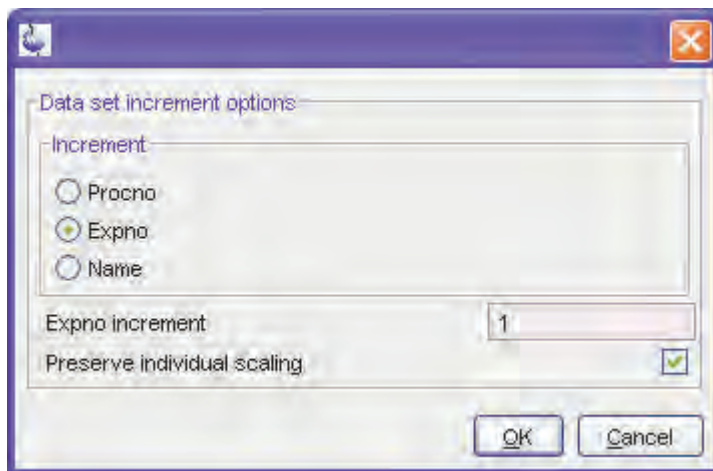 Data set increment options
Increment
Procno
Expno
Name
Expno increment 1
Preserve individual scaling
OK Cancel